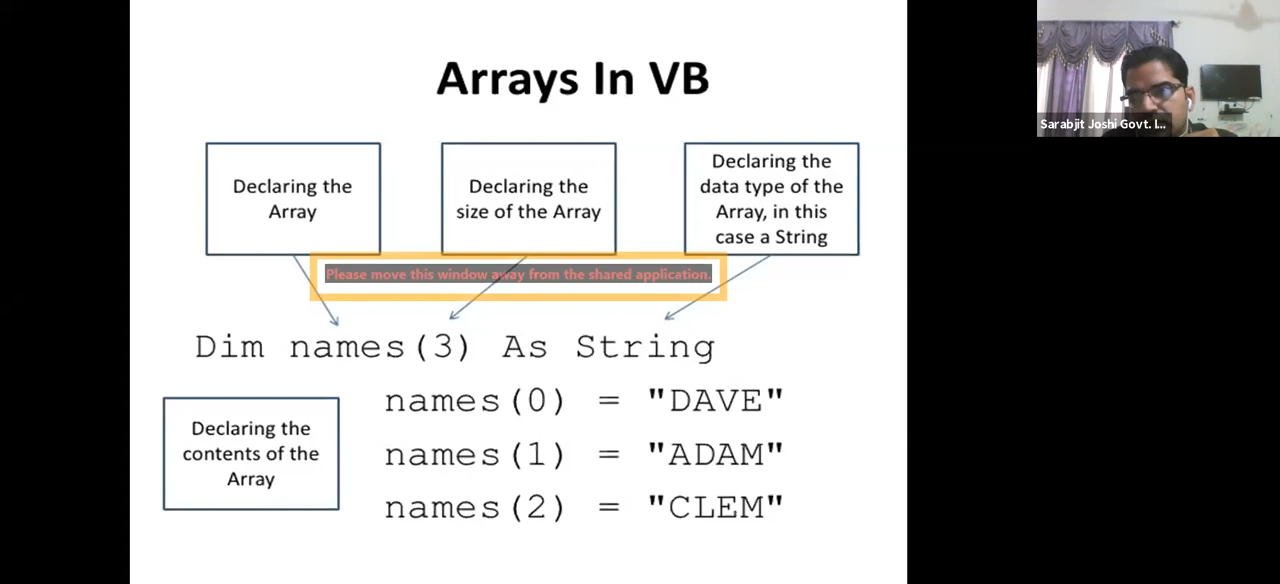 Arrays In VB
Declaring the
Array
Declaring the
size of the Array
Declaring the
data type of the
Array, in this
case a String
Please move this window away from the shared application.
Dim names(3) As String
names(0) = "DAVE"
names(1) = "ADAM"
names(2) = "CLEM"
Declaring the
contents of the
Array
Sarabjit Joshi Govt. I...